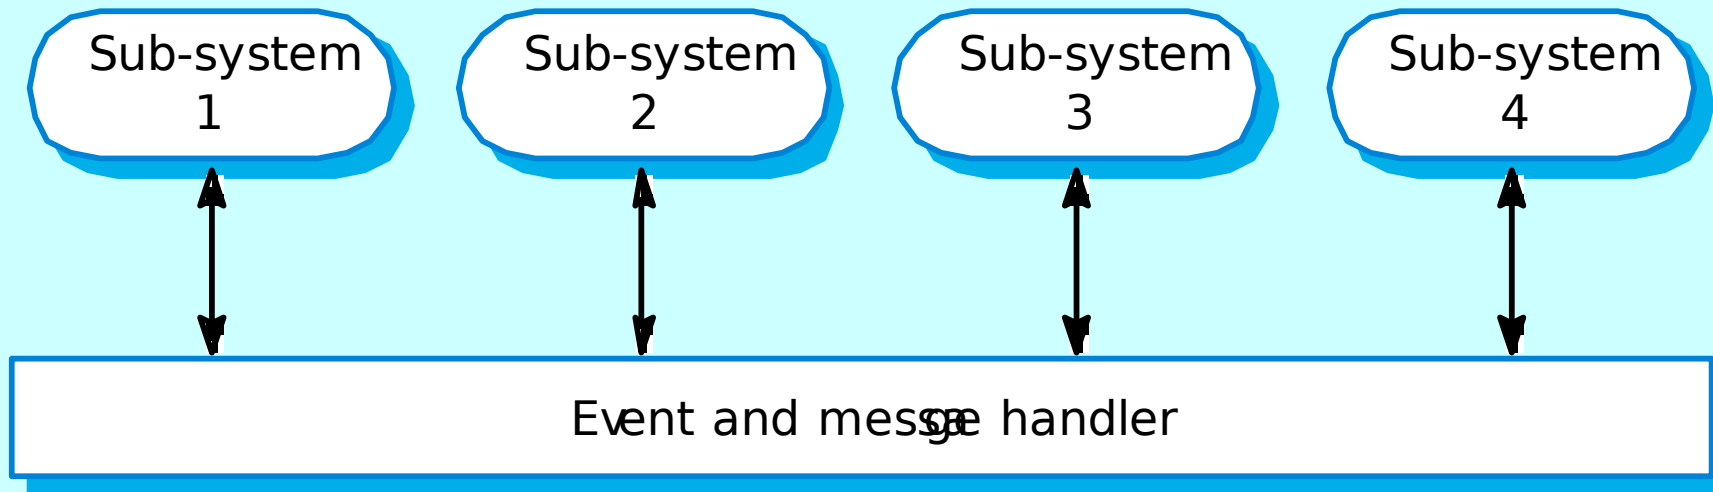 Sub-system
1
Sub-system
2
Sub-system
3
Sub-system
4
Event and message handler